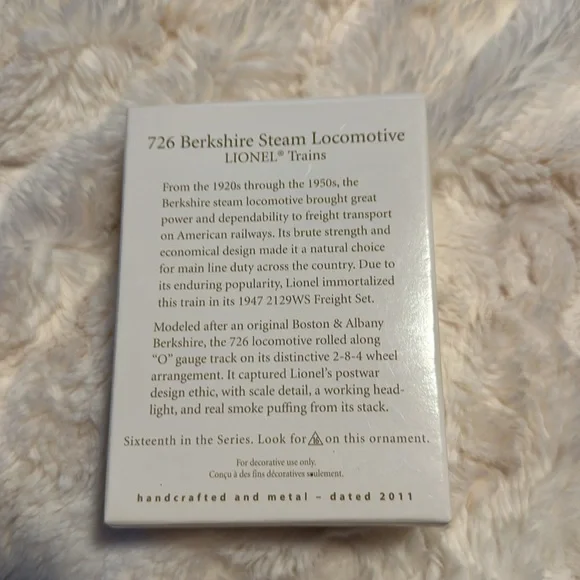 726 Berkshire Steam Locomotive
LIONEL® Trains
From the 1920s through the 1950s, the
Berkshire steam locomotive brought great
power and dependability to freight transport
on American railways. Its brute strength and
economical design made it a natural choice
for main line duty across the country. Due to
its enduring popularity, Lionel immortalized
this train in its 1947 2129WS Freight Set.
Modeled after an original Boston & Albany
Berkshire, the 726 locomotive rolled along
“O” gauge track on its distinctive 2-8-4 wheel
arrangement. It captured Lionel’s postwar
design ethic, with scale detail, a working head-
light, and real smoke puffing from its stack.
Sixteenth in the Series. Look for on this ornament.
For decorative use only.
Conçu à des fins décoratives seulement.
handcrafted and metal – dated 2011